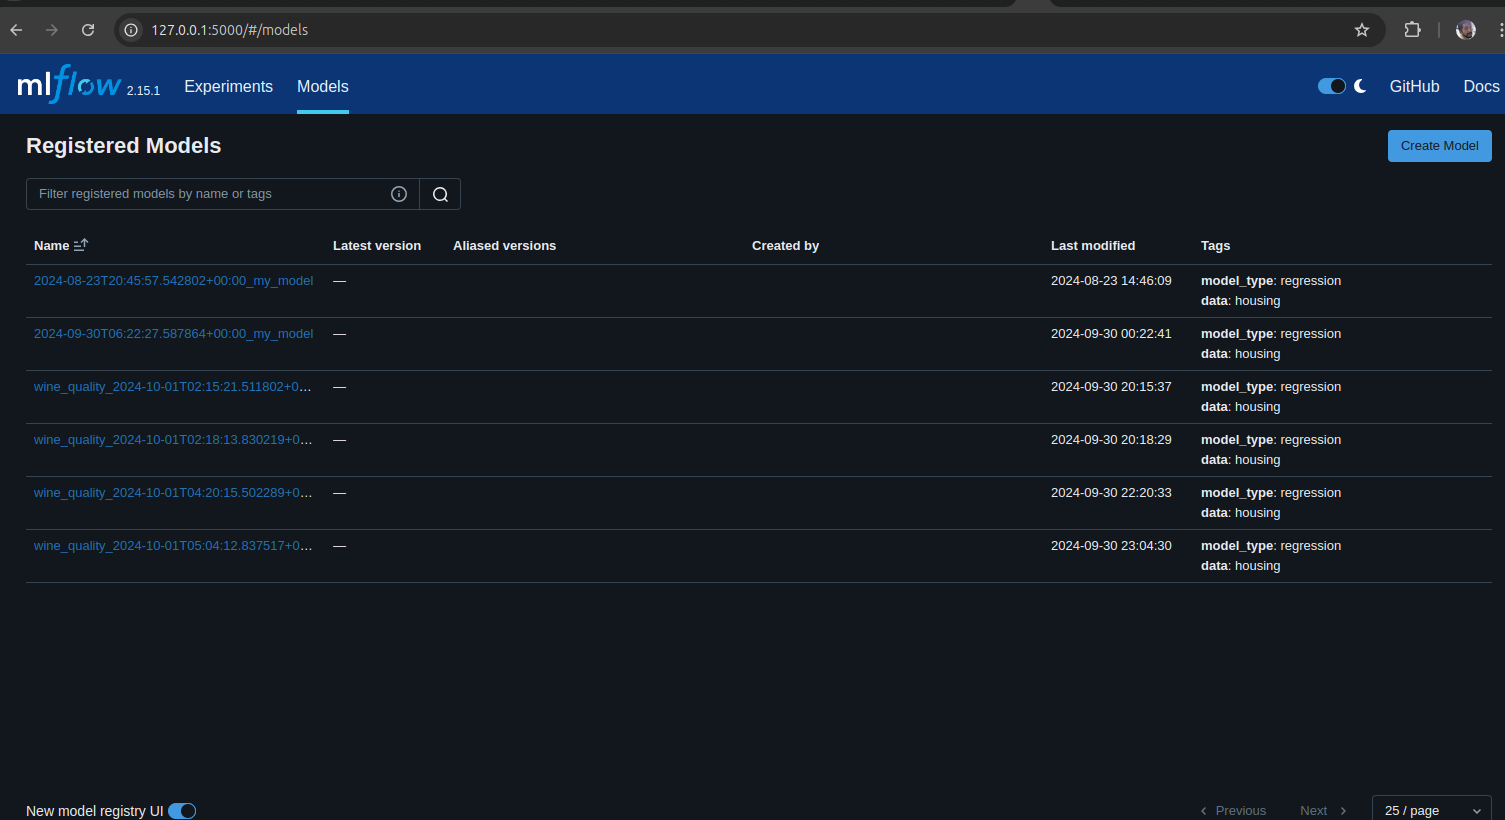 127.0.0.1:5000/#/models
mlflow 2.15.1 Experiments Models GitHub Docs
Registered Models Create Model
Filter registered models by name or tags
Name Latest version Aliased versions Created by Last modified Tags
2024-08-23T20:45:57.542802+00:00_my_model — 2024-08-23 14:46:09 model_type: regression
data: housing
2024-09-30T06:22:27.587864+00:00_my_model — 2024-09-30 00:22:41 model_type: regression
data: housing
wine_quality_2024-10-01T02:15:21.511802+0... — 2024-09-30 20:15:37 model_type: regression
data: housing
wine_quality_2024-10-01T02:18:13.830219+0... — 2024-09-30 20:18:29 model_type: regression
data: housing
wine_quality_2024-10-01T04:20:15.502289+0... — 2024-09-30 22:20:33 model_type: regression
data: housing
wine_quality_2024-10-01T05:04:12.837517+0... — 2024-09-30 23:04:30 model_type: regression
data: housing
New model registry UI Previous Next 25 / page